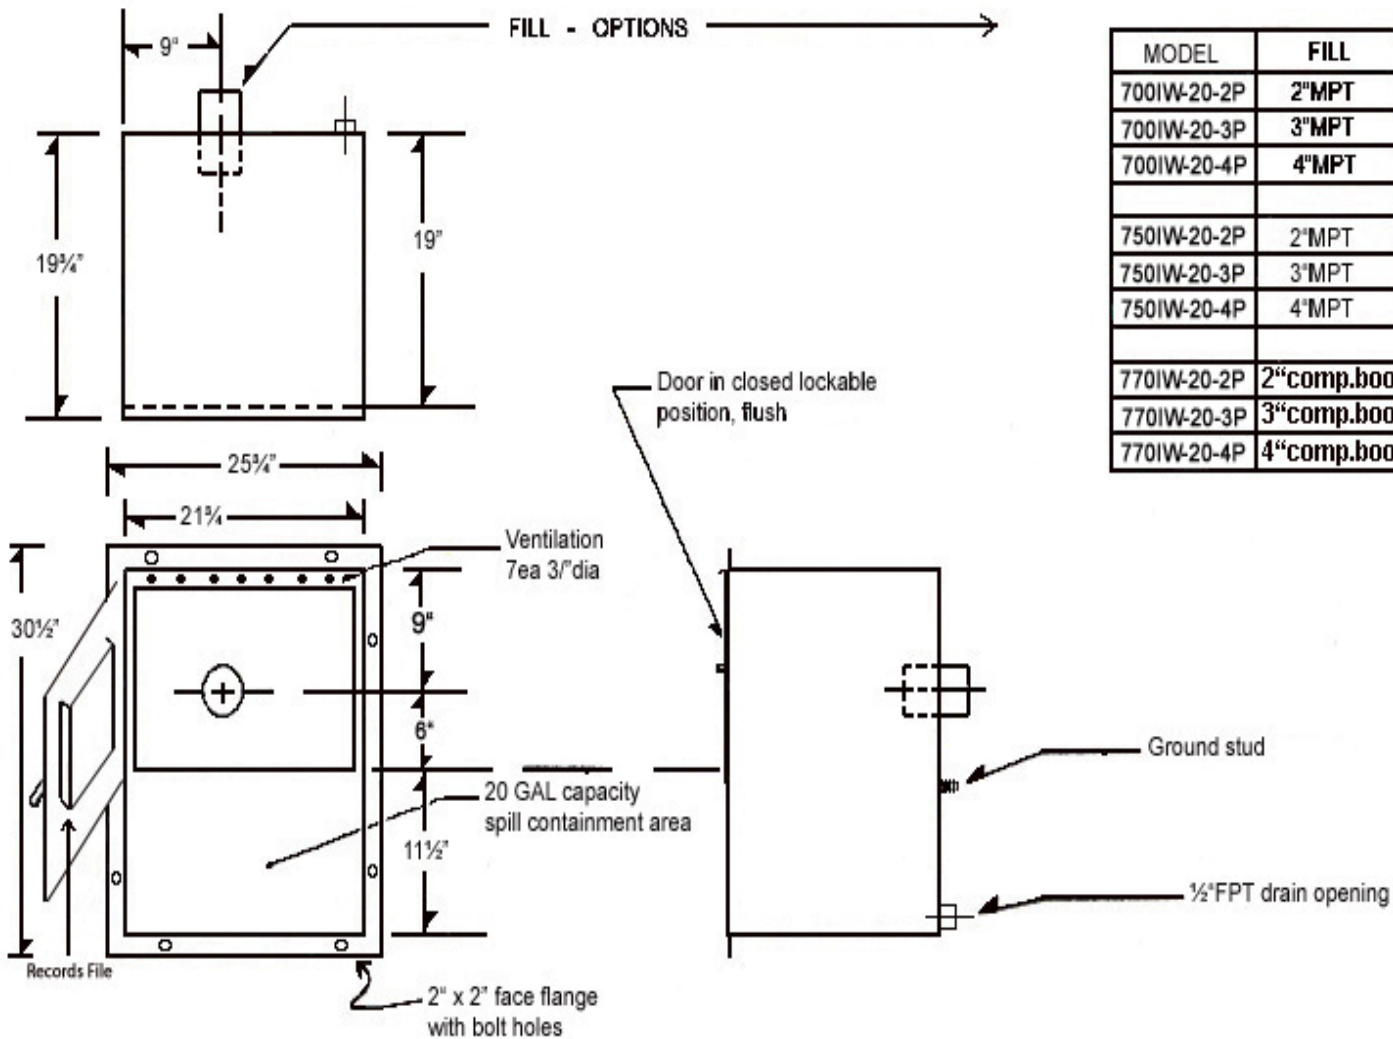 FILL - OPTIONS
9"
19¾"
19"
MODEL FILL
700IW-20-2P 2"MPT
700IW-20-3P 3"MPT
700IW-20-4P 4"MPT
750IW-20-2P 2"MPT
750IW-20-3P 3"MPT
750IW-20-4P 4"MPT
770IW-20-2P 2"comp.boo
770IW-20-3P 3"comp.boo
770IW-20-4P 4"comp.boo
Door in closed lockable
position, flush
25¾"
21¾
Ventilation
7ea 3/"dia
30½"
9"
6"
20 GAL capacity
spill containment area
11½"
Ground stud
½"FPT drain opening
Records File
2" x 2" face flange
with bolt holes